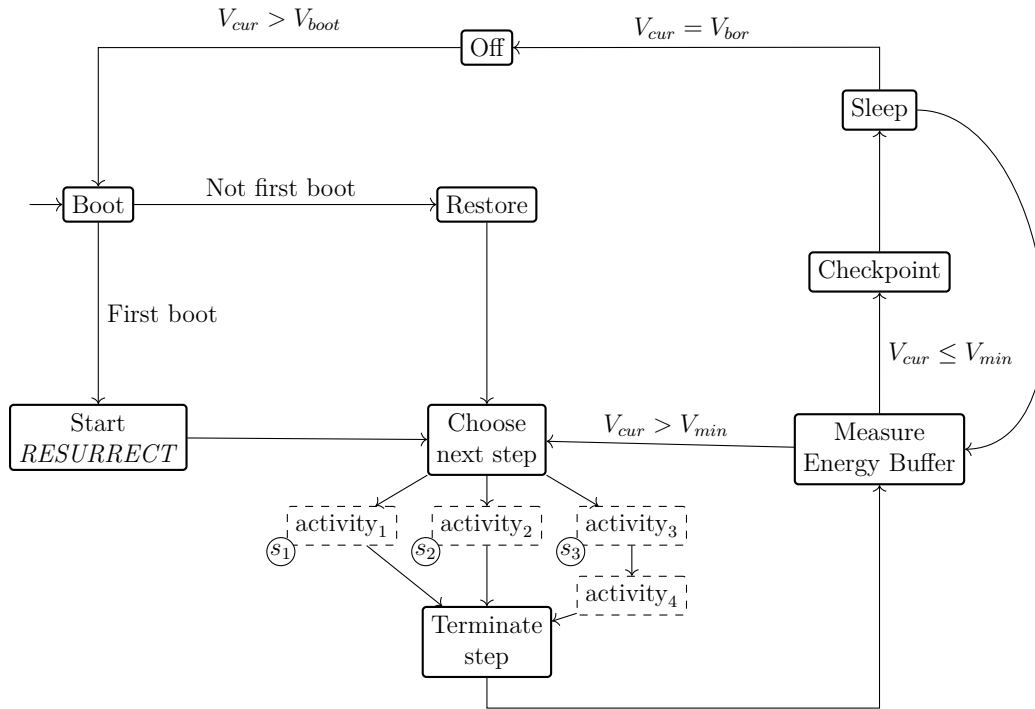 V_cur > V_boot
Off
V_cur = V_bor
Sleep
Boot
Not first boot
Restore
Checkpoint
First boot
V_cur ≤ V_min
Start
RESURRECT
Choose
next step
V_cur > V_min
Measure
Energy Buffer
activity_1
activity_2
activity_3
s_1
s_2
s_3
activity_4
Terminate
step